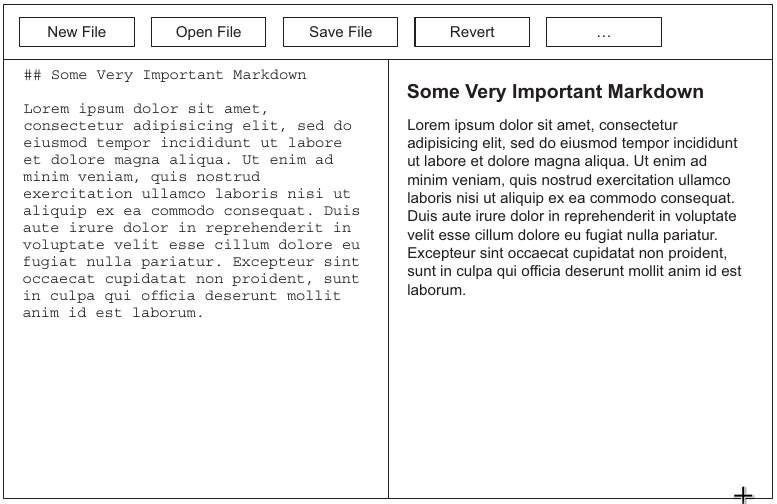 New File
Open File
Save File
Revert
...
## Some Very Important Markdown
Lorem ipsum dolor sit amet,
consectetur adipisicing elit, sed do
eiusmod tempor incididunt ut labore
et dolore magna aliqua. Ut enim ad
minim veniam, quis nostrud
exercitation ullamco laboris nisi ut
aliquip ex ea commodo consequat. Duis
aute irure dolor in reprehenderit in
voluptate velit esse cillum dolore eu
fugiat nulla pariatur. Excepteur sint
occaecat cupidatat non proident, sunt
in culpa qui officia deserunt mollit
anim id est laborum.
Some Very Important Markdown
Lorem ipsum dolor sit amet, consectetur
adipisicing elit, sed do eiusmod tempor incididunt
ut labore et dolore magna aliqua. Ut enim ad
minim veniam, quis nostrud exercitation ullamco
laboris nisi ut aliquip ex ea commodo consequat.
Duis aute irure dolor in reprehenderit in voluptate
velit esse cillum dolore eu fugiat nulla pariatur.
Excepteur sint occaecat cupidatat non proident,
sunt in culpa qui officia deserunt mollit anim id est
laborum.